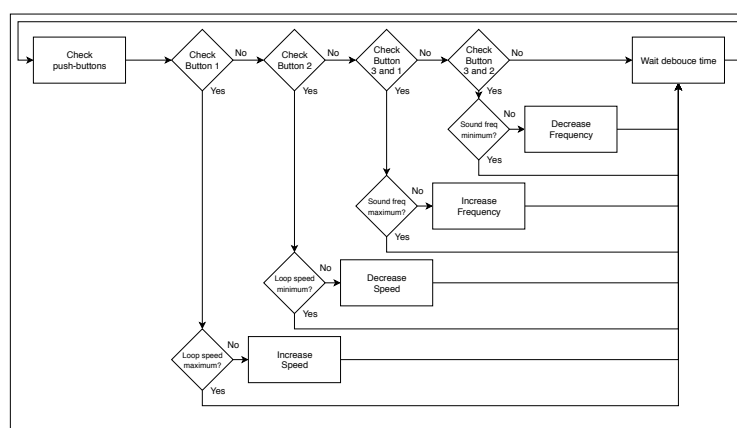 Check
push-buttons
Check
Button 1
No
Yes
Check
Button 2
No
Yes
Check
Button
3 and 1
No
Yes
Check
Button
3 and 2
No
Yes
Wait debouce time
Sound freq
minimum?
No
Yes
Decrease
Frequency
Sound freq
maximum?
No
Yes
Increase
Frequency
Loop speed
minimum?
No
Yes
Decrease
Speed
Loop speed
maximum?
No
Yes
Increase
Speed